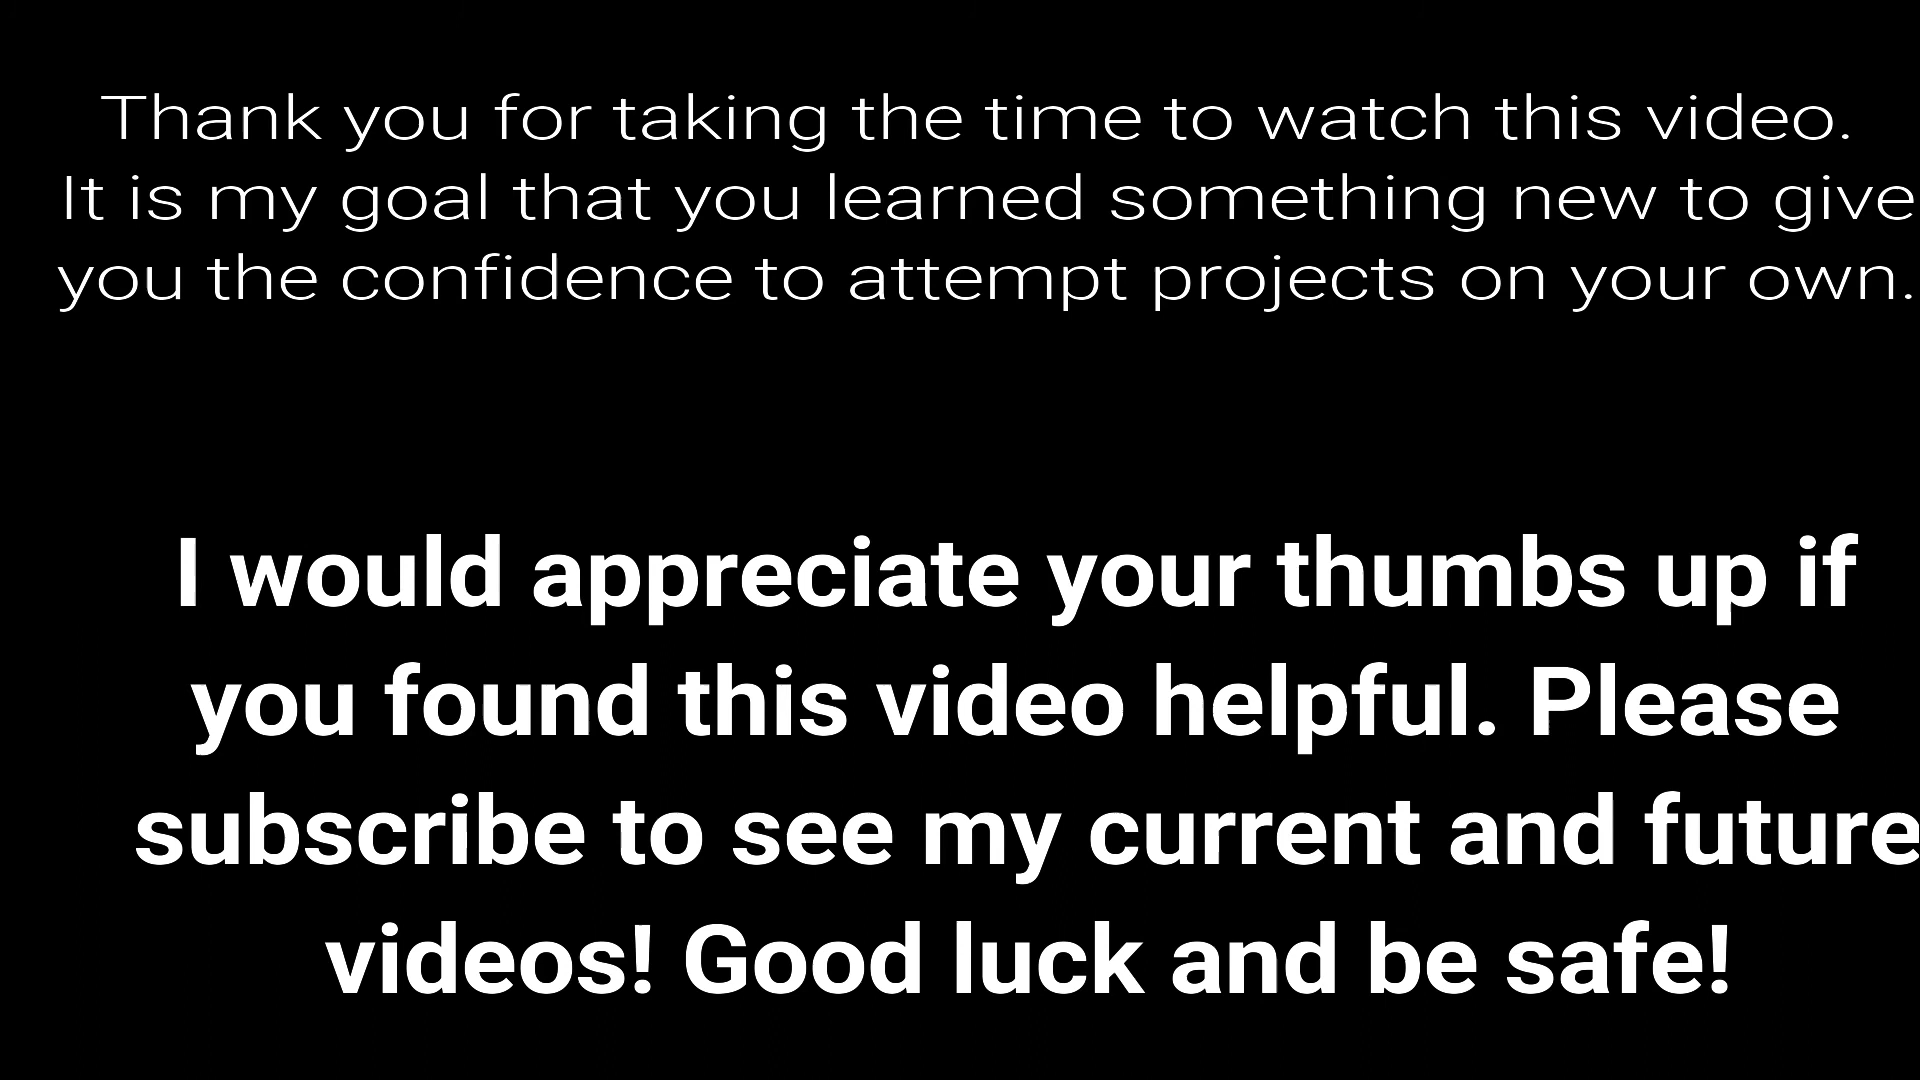 Thank you for taking the time to watch this video.
It is my goal that you learned something new to give
you the confidence to attempt projects on your own.
I would appreciate your thumbs up if
you found this video helpful. Please
subscribe to see my current and future
videos! Good luck and be safe!